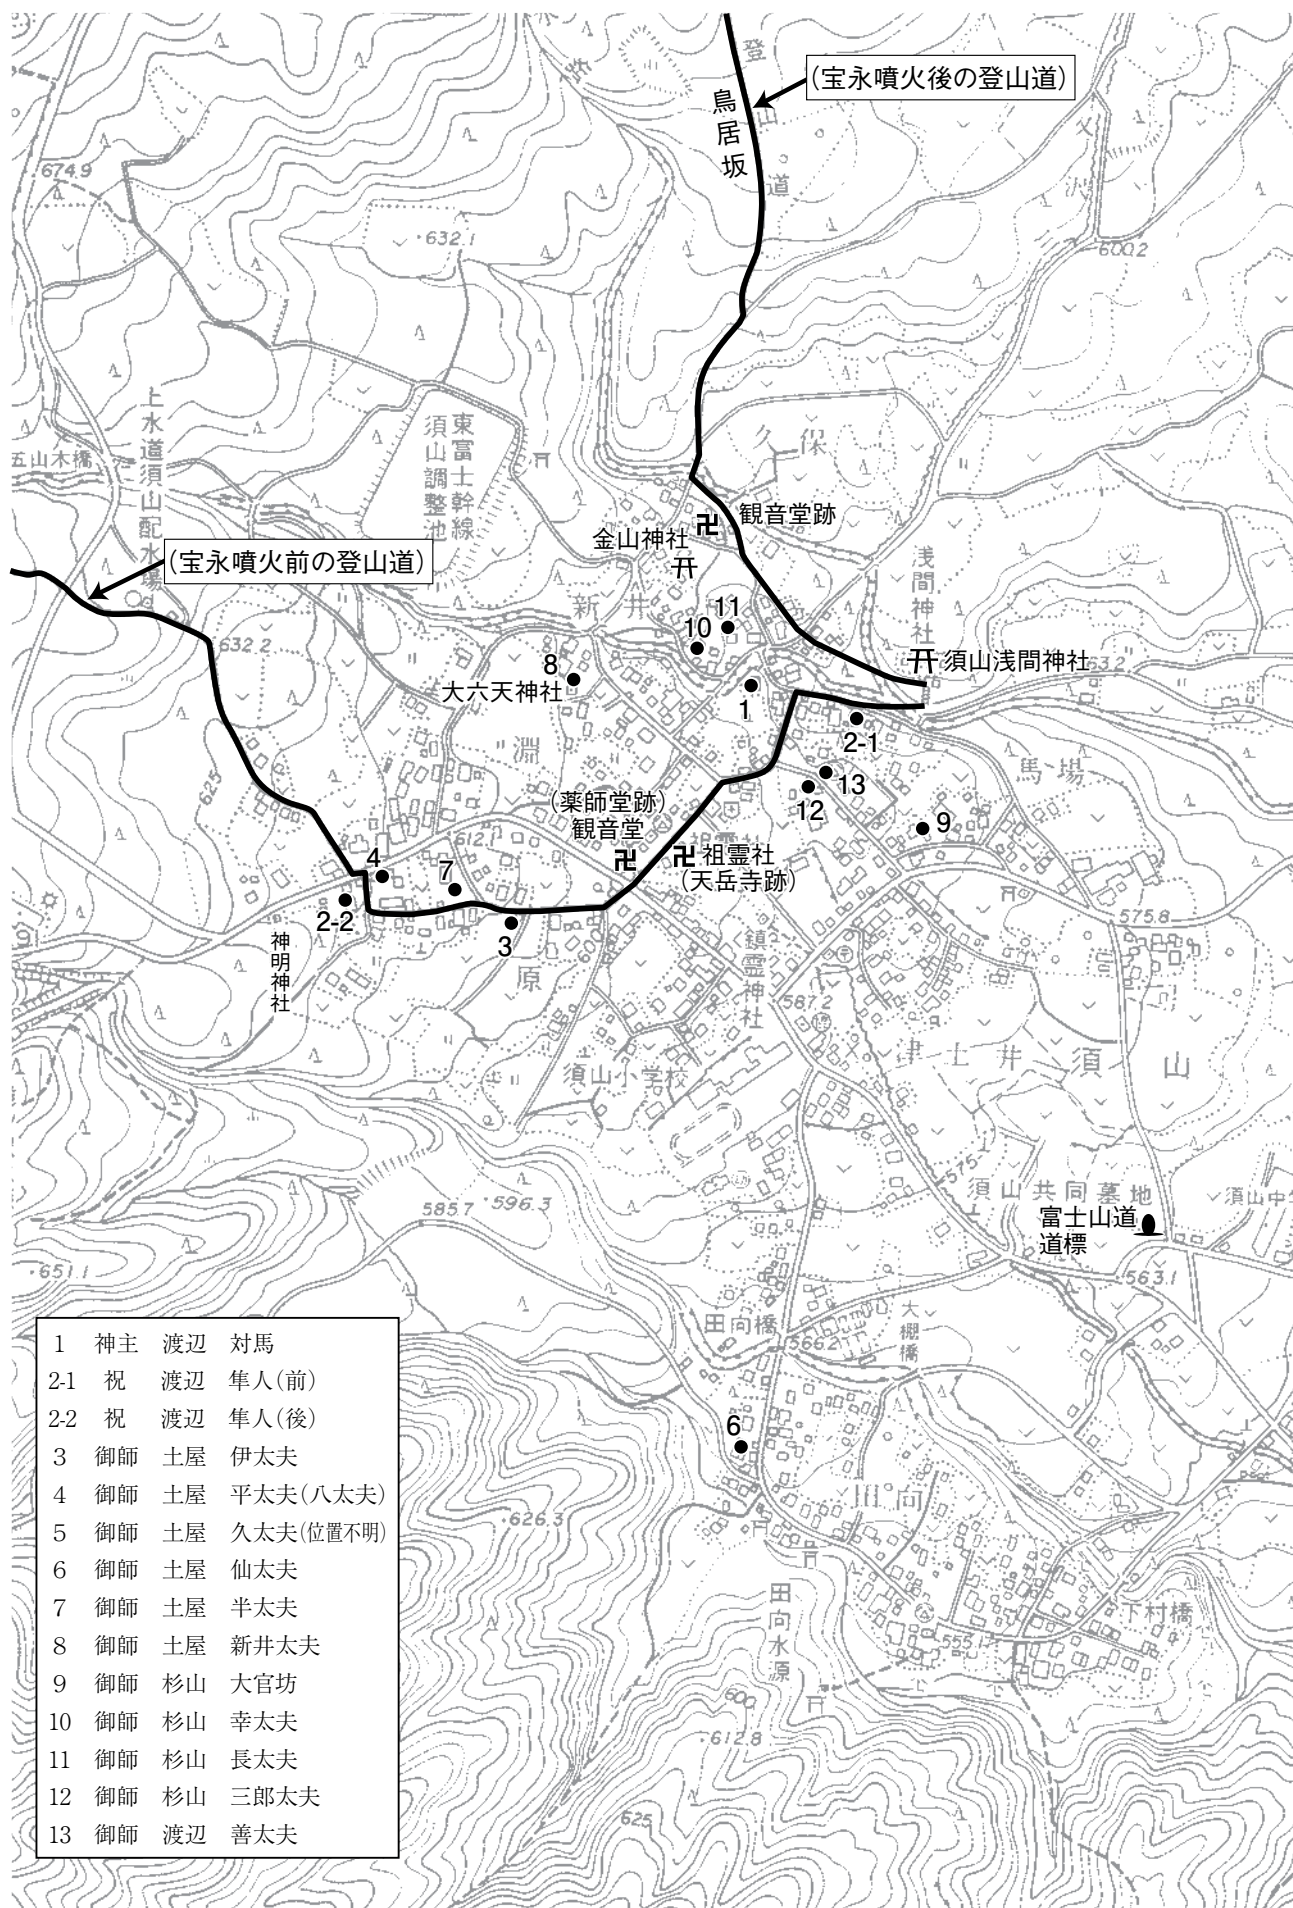 登山道
(宝永噴火後の登山道)
鳥居坂
674.9
632.1
600.2
久保
上水道須山配水場
東富士幹線
須山調整池
五山木橋
観音堂跡
金山神社
(宝永噴火前の登山道)
浅間神社
新井
11
10
632.2
8
大六天神社
須山浅間神社
613.2
1
2-1
淵
馬場
625
13
12
(薬師堂跡)
観音堂
9
612.1
祖霊社
(天岳寺跡)
4
7
2-2
3
575.8
神明神社
原
鎮霊神社
587.2
津土井
須山
須山小学校
575
585.7
596.3
須山共同墓地
須山中学
富士山道
道標
651.1
563.1
田向橋
566.2
大棚橋
6
田向
626.3
田向水原
下村橋
555.1
600
612.8
625
1 神主 渡辺 対馬
2-1 祝 渡辺 隼人(前)
2-2 祝 渡辺 隼人(後)
3 御師 土屋 伊太夫
4 御師 土屋 平太夫(八太夫)
5 御師 土屋 久太夫(位置不明)
6 御師 土屋 仙太夫
7 御師 土屋 半太夫
8 御師 土屋 新井太夫
9 御師 杉山 大官坊
10 御師 杉山 幸太夫
11 御師 杉山 長太夫
12 御師 杉山 三郎太夫
13 御師 渡辺 善太夫